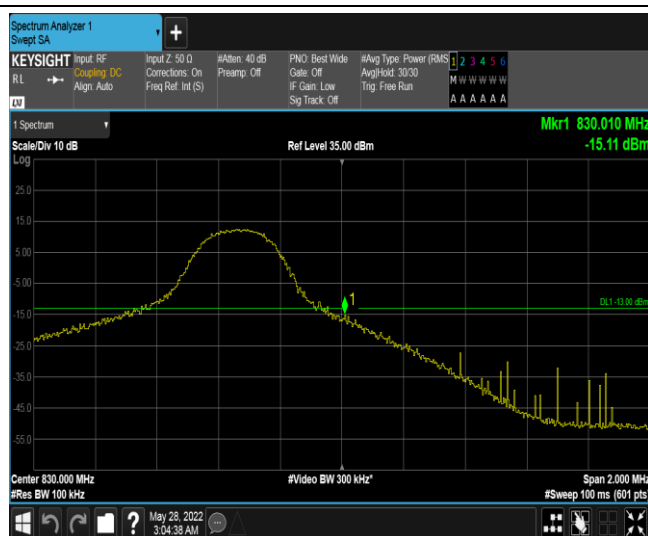 Spectrum Analyzer 1
Swept SA
+
KEYSIGHT
RL
LXI
Input: RF
Coupling: DC
Align: Auto
Input Z: 50 Ω
Corrections: On
Freq Ref: Int (S)
#Atten: 40 dB
Preamp: Off
PNO: Best Wide
Gate: Off
IF Gain: Low
Sig Track: Off
#Avg Type: Power (RMS
Avg|Hold: 30/30
Trig: Free Run
1 2 3 4 5 6
M W W W W W
A A A A A A
1 Spectrum
Scale/Div 10 dB
Ref Level 35.00 dBm
Mkr1 830.010 MHz
-15.11 dBm
Log
25.0
15.0
5.00
-5.00
-15.0
-25.0
-35.0
-45.0
-55.0
1
DL1 -13.00 dBm
Center 830.000 MHz
#Res BW 100 kHz
#Video BW 300 kHz*
Span 2.000 MHz
#Sweep 100 ms (601 pts)
?
May 28, 2022
3:04:38 AM